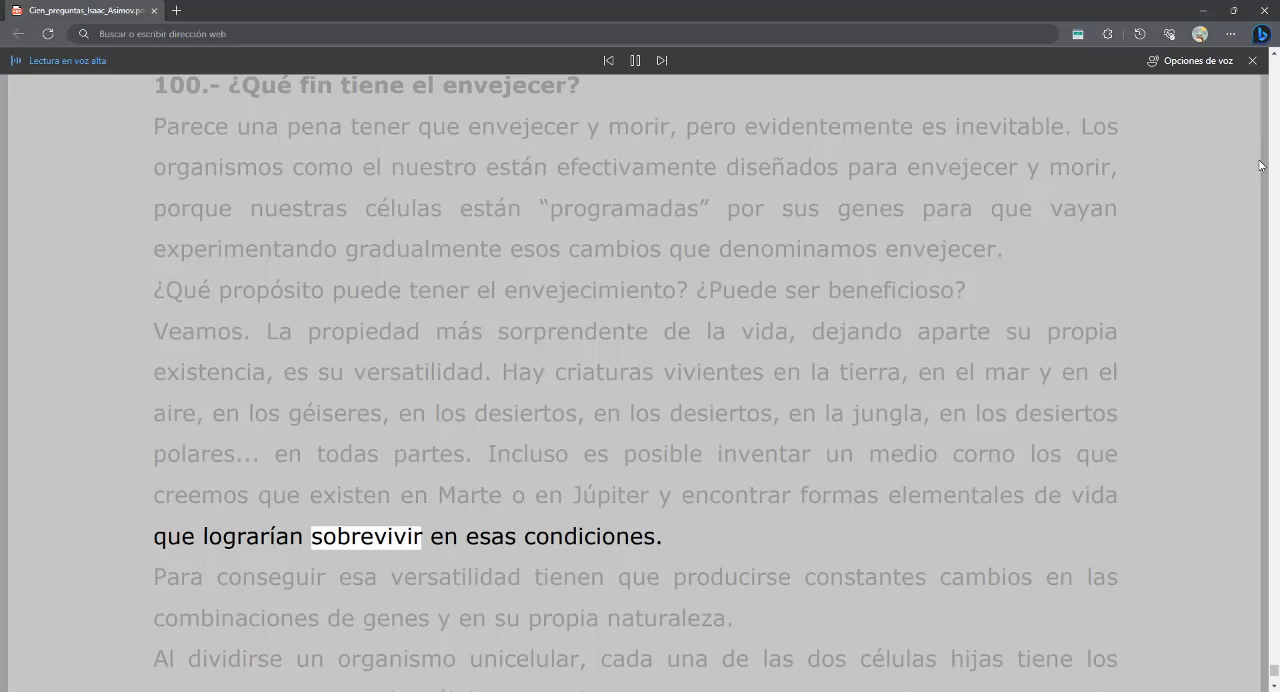 Cien_preguntas_Isaac_Asimov.pd
Buscar o escribir dirección web
Lectura en voz alta
Opciones de voz
100.- ¿Qué fin tiene el envejecer?
Parece una pena tener que envejecer y morir, pero evidentemente es inevitable. Los
organismos como el nuestro están efectivamente diseñados para envejecer y morir,
porque nuestras células están “programadas” por sus genes para que vayan
experimentando gradualmente esos cambios que denominamos envejecer.
¿Qué propósito puede tener el envejecimiento? ¿Puede ser beneficioso?
Veamos. La propiedad más sorprendente de la vida, dejando aparte su propia
existencia, es su versatilidad. Hay criaturas vivientes en la tierra, en el mar y en el
aire, en los géiseres, en los desiertos, en los desiertos, en la jungla, en los desiertos
polares... en todas partes. Incluso es posible inventar un medio corno los que
creemos que existen en Marte o en Júpiter y encontrar formas elementales de vida
que lograrían sobrevivir en esas condiciones.
Para conseguir esa versatilidad tienen que producirse constantes cambios en las
combinaciones de genes y en su propia naturaleza.
Al dividirse un organismo unicelular, cada una de las dos células hijas tiene los